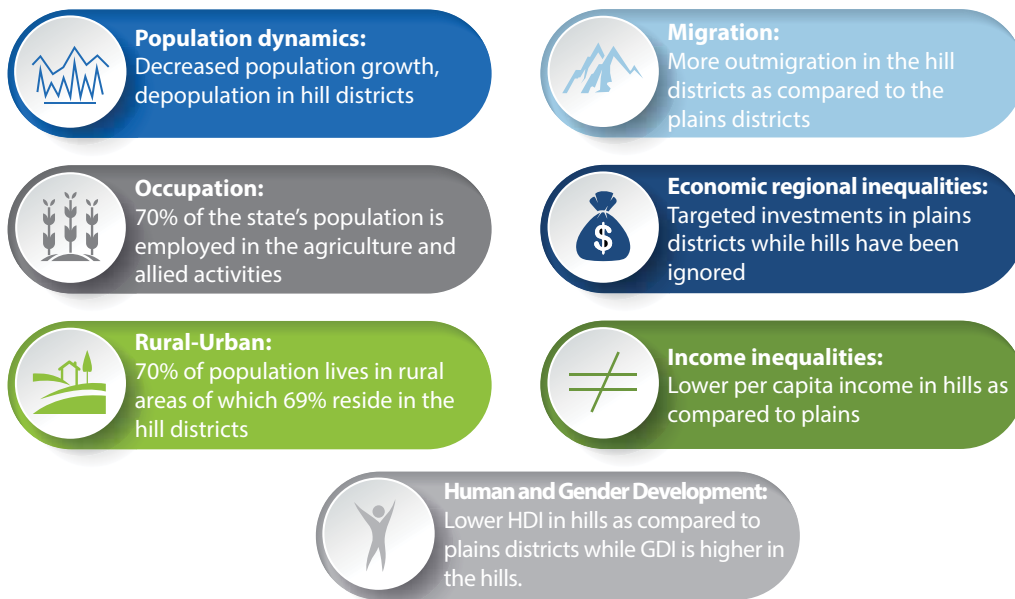 Population dynamics:
Decreased population growth,
depopulation in hill districts
Migration:
More outmigration in the hill
districts as compared to the
plains districts
Occupation:
70% of the state's population is
employed in the agriculture and
allied activities
Economic regional inequalities:
Targeted investments in plains
districts while hills have been
ignored
$
Rural-Urban:
70% of population lives in rural
areas of which 69% reside in the
hill districts
Income inequalities:
Lower per capita income in hills as
compared to plains
Human and Gender Development:
Lower HDI in hills as compared to
plains districts while GDI is higher in
the hills.